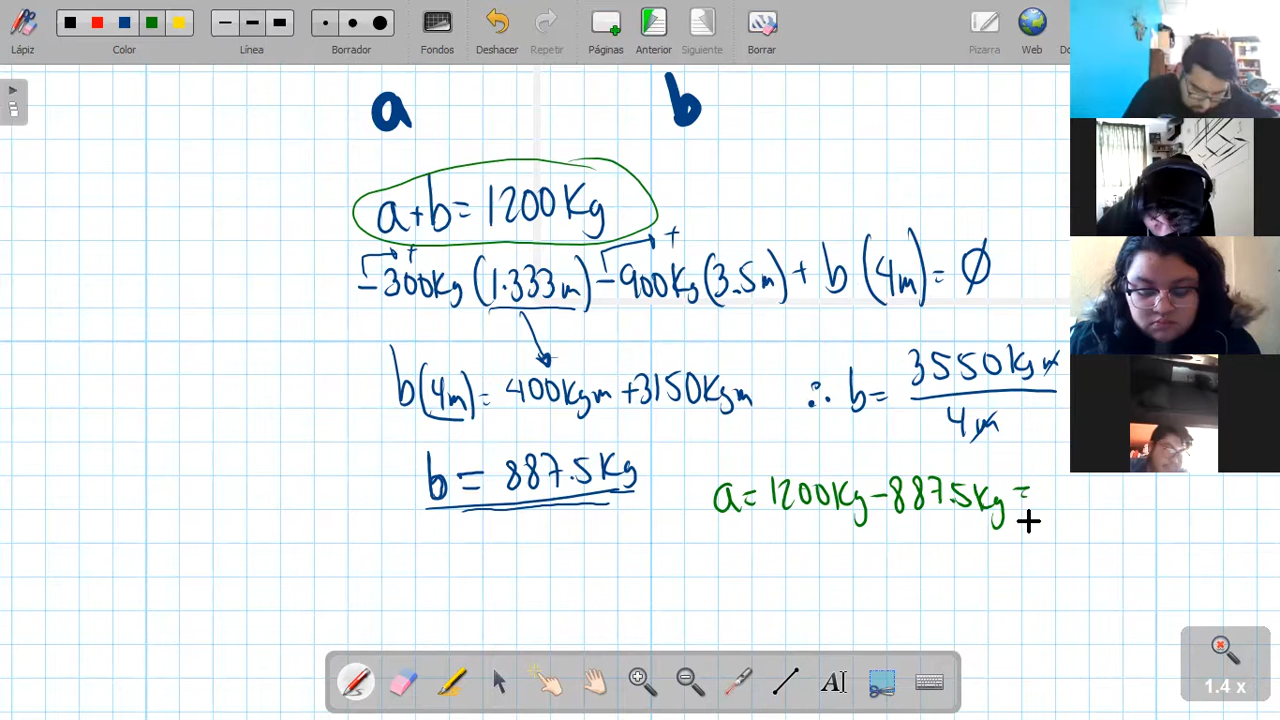 Lápiz Color Línea Borrador Fondos Deshacer Repetir Páginas Anterior Siguiente Borrar Pizarra Web
a b
a+b= 1200 Kg
+ +
-300Kg (1.333m) -900Kg (3.5m) + b (4m) = Ø
b(4m) = 400Kgm +3150Kgm ∴ b= 3550Kgm
4m
b = 887.5Kg
a= 1200Kg -887.5Kg =
1.4 x